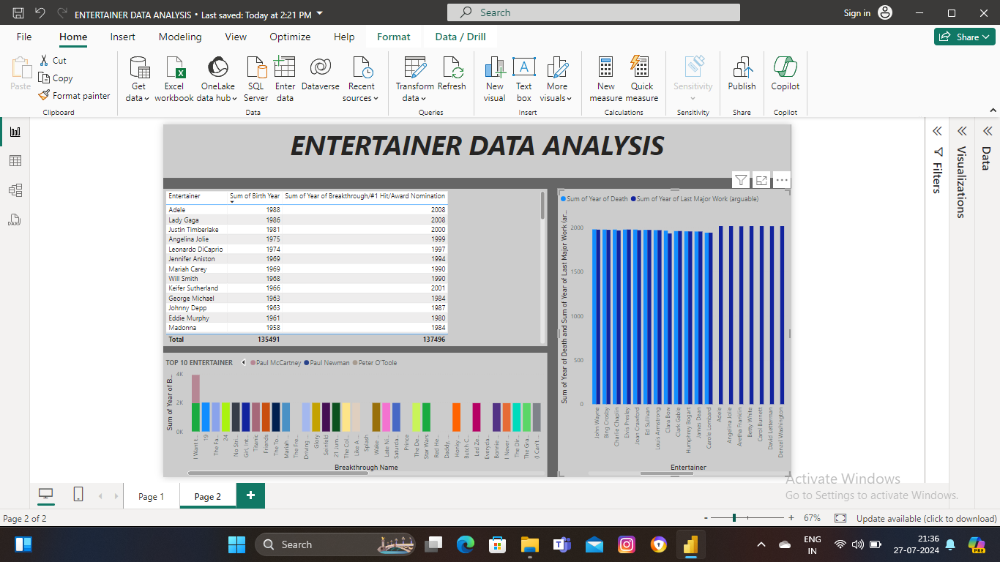 ENTERTAINER DATA ANALYSIS • Last saved: Today at 2:21 PM
Search
Sign in
File Home Insert Modeling View Optimize Help Format Data / Drill
Share
Paste
Cut
Copy
Format painter
Get data
Excel workbook
OneLake data hub
SQL Server
Enter data
Dataverse
Recent sources
Transform data
Refresh
New visual
Text box
More visuals
New measure
Quick measure
Sensitivity
Publish
Copilot
Clipboard Data Queries Insert Calculations Sensitivity Share Copilot
ENTERTAINER DATA ANALYSIS
Entertainer Sum of Birth Year Sum of Year of Breakthrough/#1 Hit/Award Nomination
Adele 1988 2008
Lady Gaga 1986 2008
Justin Timberlake 1981 2000
Angelina Jolie 1975 1999
Leonardo DiCaprio 1974 1997
Jennifer Aniston 1969 1994
Mariah Carey 1969 1990
Will Smith 1968 1990
Keifer Sutherland 1966 2001
George Michael 1963 1984
Johnny Depp 1963 1987
Eddie Murphy 1961 1980
Madonna 1958 1984
Total 135491 137496
TOP 10 ENTERTAINER Paul McCartney Paul Newman Peter O'Toole
Sum of Year of B...
4K
2K
0K
I Want t...
19
The Fa...
24
No Stri...
Girl, Int...
Titanic
Friends
The To...
Mariah ...
The Fre...
Driving ...
Glory
Seinfeld
21 Jum...
The Col...
Like A ...
Splash
Wake ...
Late Ni...
Saturda...
Prince
The De...
Star Wars
Red He...
Daddy, ...
Honky ...
Butch C...
Led Ze...
Everyda...
Bonnie ...
I Never ...
The Dir...
The Gra...
(I Can't ...
Breakthrough Name
Sum of Year of Death Sum of Year of Last Major Work (arguable)
Sum of Year of Death and Sum of Year of Last Major Work (ar...
2000
1500
1000
500
0
John Wayne
Bing Crosby
Charlie Chaplin
Elvis Presley
Joan Crawford
Ed Sullivan
Louis Armstrong
Clara Bow
Clark Gable
Humphrey Bogart
James Dean
Carole Lombard
Adele
Angelina Jolie
Aretha Franklin
Betty White
Carol Burnett
David Letterman
Denzel Washington
Entertainer
Filters
Visualizations
Data
Activate Windows
Go to Settings to activate Windows.
Page 1
Page 2
+
Page 2 of 2
- + 67%
Update available (click to download)
Search
ENG
IN
21:36
27-07-2024
PRE